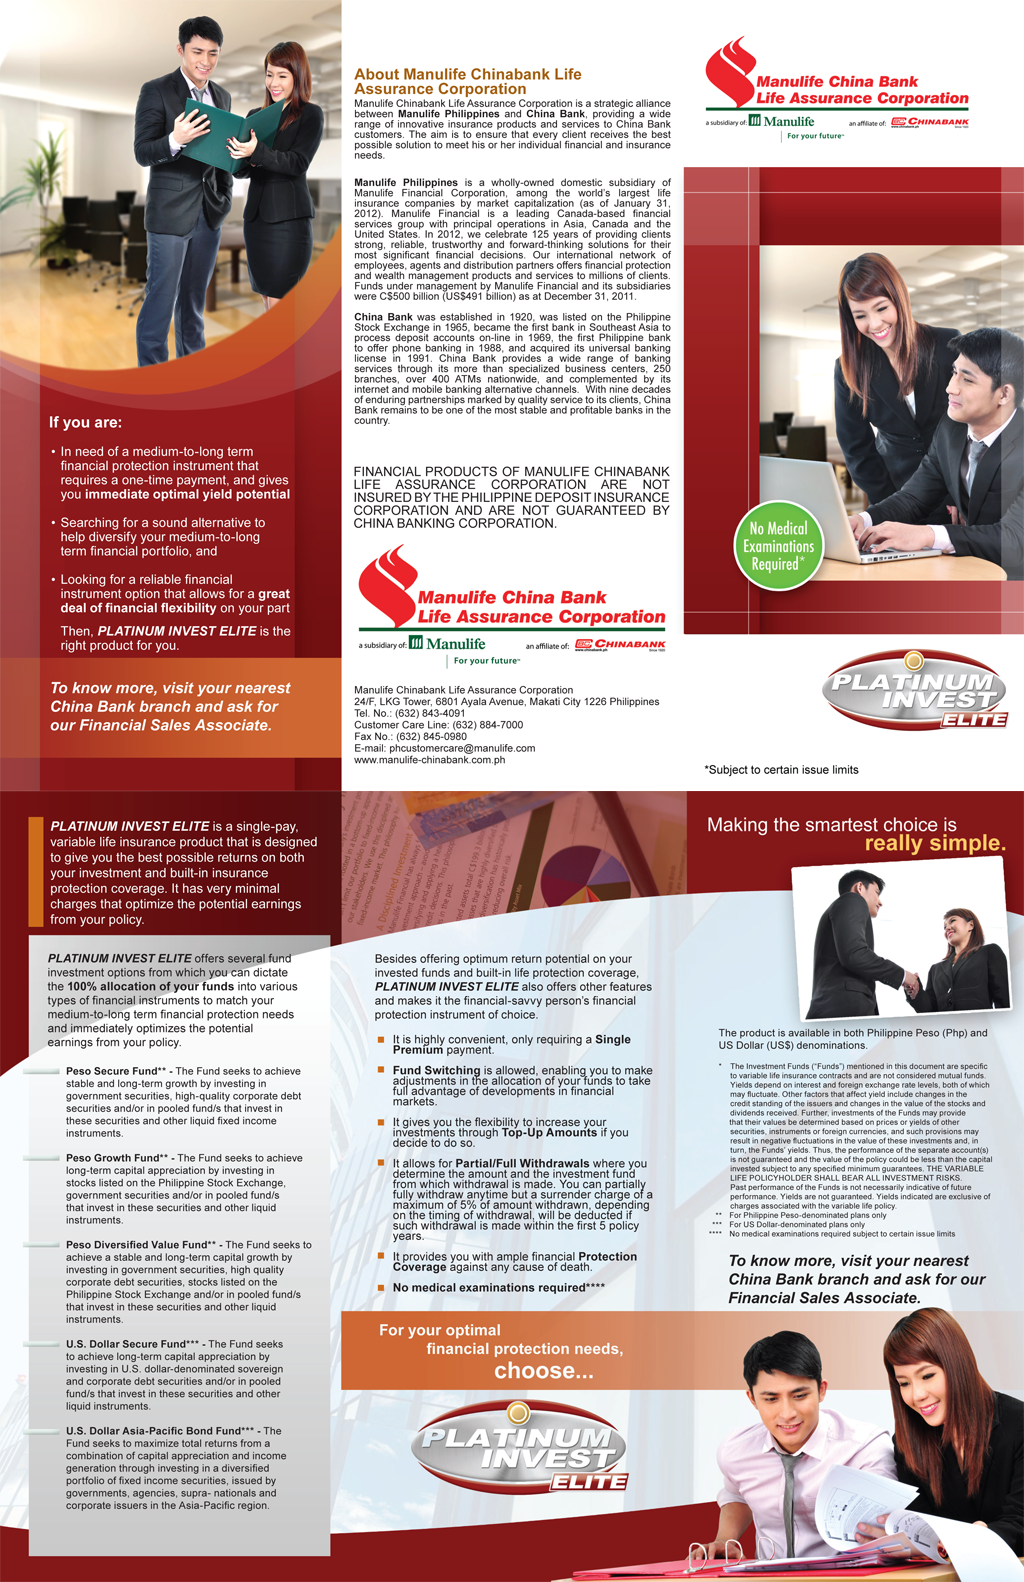 If you are:
• In need of a medium-to-long term
financial protection instrument that
requires a one-time payment, and gives
you immediate optimal yield potential
• Searching for a sound alternative to
help diversify your medium-to-long
term financial portfolio, and
• Looking for a reliable financial
instrument option that allows for a great
deal of financial flexibility on your part
Then, PLATINUM INVEST ELITE is the
right product for you.
To know more, visit your nearest
China Bank branch and ask for
our Financial Sales Associate.
About Manulife Chinabank Life
Assurance Corporation
Manulife Chinabank Life Assurance Corporation is a strategic alliance
between Manulife Philippines and China Bank, providing a wide
range of innovative insurance products and services to China Bank
customers. The aim is to ensure that every client receives the best
possible solution to meet his or her individual financial and insurance
needs.
Manulife Philippines is a wholly-owned domestic subsidiary of
Manulife Financial Corporation, among the world's largest life
insurance companies by market capitalization (as of January 31,
2012). Manulife Financial is a leading Canada-based financial
services group with principal operations in Asia, Canada and the
United States. In 2012, we celebrate 125 years of providing clients
strong, reliable, trustworthy and forward-thinking solutions for their
most significant financial decisions. Our international network of
employees, agents and distribution partners offers financial protection
and wealth management products and services to millions of clients.
Funds under management by Manulife Financial and its subsidiaries
were C$500 billion (US$491 billion) as at December 31, 2011.
China Bank was established in 1920, was listed on the Philippine
Stock Exchange in 1965, became the first bank in Southeast Asia to
process deposit accounts on-line in 1969, the first Philippine bank
to offer phone banking in 1988, and acquired its universal banking
license in 1991. China Bank provides a wide range of banking
services through its more than specialized business centers, 250
branches, over 400 ATMs nationwide, and complemented by its
internet and mobile banking alternative channels. With nine decades
of enduring partnerships marked by quality service to its clients, China
Bank remains to be one of the most stable and profitable banks in the
country.
FINANCIAL PRODUCTS OF MANULIFE CHINABANK
LIFE ASSURANCE CORPORATION ARE NOT
INSURED BY THE PHILIPPINE DEPOSIT INSURANCE
CORPORATION AND ARE NOT GUARANTEED BY
CHINA BANKING CORPORATION.
Manulife China Bank
Life Assurance Corporation
a subsidiary of: Manulife an affiliate of: CHINABANK
www.chinabank.ph Since 1920
For your future™
Manulife Chinabank Life Assurance Corporation
24/F, LKG Tower, 6801 Ayala Avenue, Makati City 1226 Philippines
Tel. No.: (632) 843-4091
Customer Care Line: (632) 884-7000
Fax No.: (632) 845-0980
E-mail: phcustomercare@manulife.com
www.manulife-chinabank.com.ph
Manulife China Bank
Life Assurance Corporation
a subsidiary of: Manulife an affiliate of: CHINABANK
www.chinabank.ph Since 1920
For your future™
No Medical
Examinations
Required*
PLATINUM
INVEST
ELITE
*Subject to certain issue limits
PLATINUM INVEST ELITE is a single-pay,
variable life insurance product that is designed
to give you the best possible returns on both
your investment and built-in insurance
protection coverage. It has very minimal
charges that optimize the potential earnings
from your policy.
PLATINUM INVEST ELITE offers several fund
investment options from which you can dictate
the 100% allocation of your funds into various
types of financial instruments to match your
medium-to-long term financial protection needs
and immediately optimizes the potential
earnings from your policy.
Peso Secure Fund** - The Fund seeks to achieve
stable and long-term growth by investing in
government securities, high-quality corporate debt
securities and/or in pooled fund/s that invest in
these securities and other liquid fixed income
instruments.
Peso Growth Fund** - The Fund seeks to achieve
long-term capital appreciation by investing in
stocks listed on the Philippine Stock Exchange,
government securities and/or in pooled fund/s
that invest in these securities and other liquid
instruments.
Peso Diversified Value Fund** - The Fund seeks to
achieve a stable and long-term capital growth by
investing in government securities, high quality
corporate debt securities, stocks listed on the
Philippine Stock Exchange and/or in pooled fund/s
that invest in these securities and other liquid
instruments.
U.S. Dollar Secure Fund*** - The Fund seeks
to achieve long-term capital appreciation by
investing in U.S. dollar-denominated sovereign
and corporate debt securities and/or in pooled
fund/s that invest in these securities and other
liquid instruments.
U.S. Dollar Asia-Pacific Bond Fund*** - The
Fund seeks to maximize total returns from a
combination of capital appreciation and income
generation through investing in a diversified
portfolio of fixed income securities, issued by
governments, agencies, supra- nationals and
corporate issuers in the Asia-Pacific region.
Besides offering optimum return potential on your
invested funds and built-in life protection coverage,
PLATINUM INVEST ELITE also offers other features
and makes it the financial-savvy person's financial
protection instrument of choice.
It is highly convenient, only requiring a Single
Premium payment.
Fund Switching is allowed, enabling you to make
adjustments in the allocation of your funds to take
full advantage of developments in financial
markets.
It gives you the flexibility to increase your
investments through Top-Up Amounts if you
decide to do so.
It allows for Partial/Full Withdrawals where you
determine the amount and the investment fund
from which withdrawal is made. You can partially
fully withdraw anytime but a surrender charge of a
maximum of 5% of amount withdrawn, depending
on the timing of withdrawal, will be deducted if
such withdrawal is made within the first 5 policy
years.
It provides you with ample financial Protection
Coverage against any cause of death.
No medical examinations required****
For your optimal
financial protection needs,
choose...
PLATINUM
INVEST
ELITE
Making the smartest choice is
really simple.
The product is available in both Philippine Peso (Php) and
US Dollar (US$) denominations.
* The Investment Funds ("Funds") mentioned in this document are specific
to variable life insurance contracts and are not considered mutual funds.
Yields depend on interest and foreign exchange rate levels, both of which
may fluctuate. Other factors that affect yield include changes in the
credit standing of the issuers and changes in the value of the stocks and
dividends received. Further, investments of the Funds may provide
that their values be determined based on prices or yields of other
securities, instruments or foreign currencies, and such provisions may
result in negative fluctuations in the value of these investments and, in
turn, the Funds' yields. Thus, the performance of the separate account(s)
is not guaranteed and the value of the policy could be less than the capital
invested subject to any specified minimum guarantees. THE VARIABLE
LIFE POLICYHOLDER SHALL BEAR ALL INVESTMENT RISKS.
Past performance of the Funds is not necessarily indicative of future
performance. Yields are not guaranteed. Yields indicated are exclusive of
charges associated with the variable life policy.
** For Philippine Peso-denominated plans only
*** For US Dollar-denominated plans only
**** No medical examinations required subject to certain issue limits
To know more, visit your nearest
China Bank branch and ask for our
Financial Sales Associate.